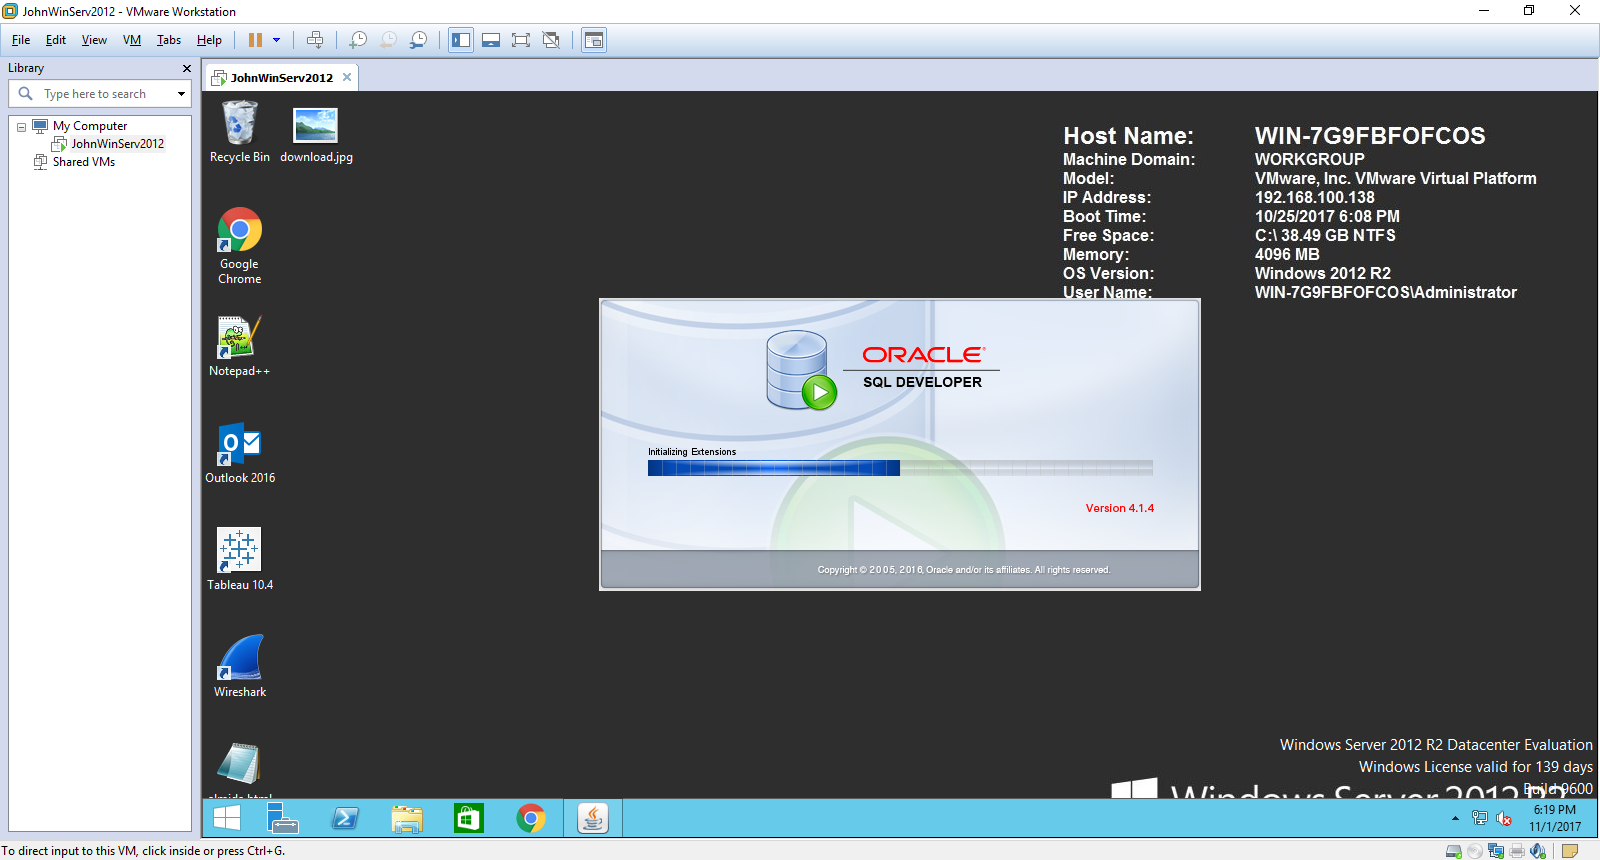 JohnWinServ2012 - VMware Workstation
File Edit View VM Tabs Help
Library
JohnWinServ2012
Type here to search
My Computer
JohnWinServ2012
Shared VMs
Recycle Bin
download.jpg
Google
Chrome
Notepad++
Outlook 2016
Tableau 10.4
Wireshark
Host Name: WIN-7G9FBFOFCOS
Machine Domain: WORKGROUP
Model: VMware, Inc. VMware Virtual Platform
IP Address: 192.168.100.138
Boot Time: 10/25/2017 6:08 PM
Free Space: C:\ 38.49 GB NTFS
Memory: 4096 MB
OS Version: Windows 2012 R2
User Name: WIN-7G9FBFOFCOS\Administrator
ORACLE
SQL DEVELOPER
Initializing Extensions
Version 4.1.4
Copyright © 2005, 2016, Oracle and/or its affiliates. All rights reserved.
Windows Server 2012 R2 Datacenter Evaluation
Windows License valid for 139 days
Build 9600
Windows Server 2012 R2
6:19 PM
11/1/2017
To direct input to this VM, click inside or press Ctrl+G.